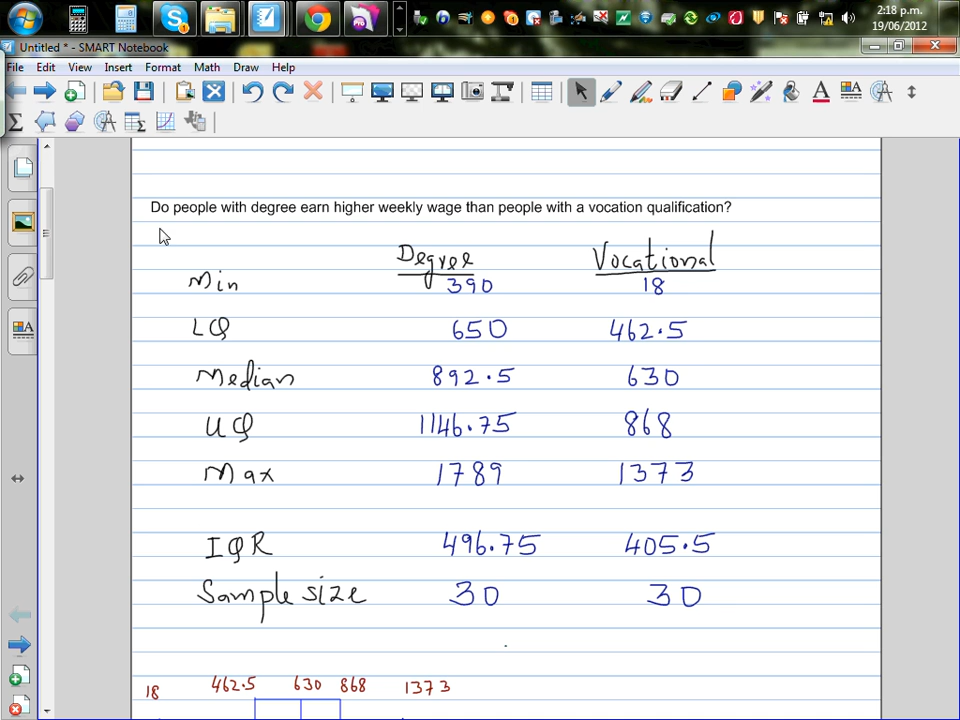 2:18 p.m.
19/06/2012
Untitled * - SMART Notebook
File Edit View Insert Format Math Draw Help
Do people with degree earn higher weekly wage than people with a vocation qualification?
Degree Vocational
Min 390 18
LQ 650 462.5
Median 892.5 630
UQ 1146.75 868
Max 1789 1373
IQR 496.75 405.5
Sample size 30 30
18 462.5 630 868 1373